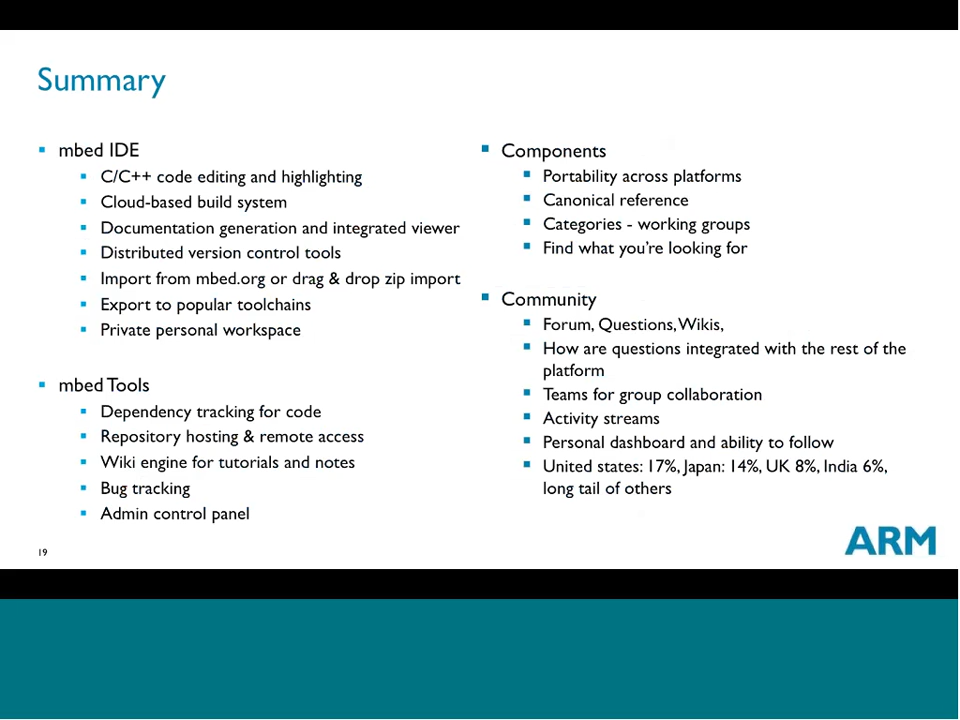 Summary
mbed IDE
C/C++ code editing and highlighting
Cloud-based build system
Documentation generation and integrated viewer
Distributed version control tools
Import from mbed.org or drag & drop zip import
Export to popular toolchains
Private personal workspace
mbed Tools
Dependency tracking for code
Repository hosting & remote access
Wiki engine for tutorials and notes
Bug tracking
Admin control panel
Components
Portability across platforms
Canonical reference
Categories - working groups
Find what you're looking for
Community
Forum, Questions, Wikis,
How are questions integrated with the rest of the
platform
Teams for group collaboration
Activity streams
Personal dashboard and ability to follow
United states: 17%, Japan: 14%, UK 8%, India 6%,
long tail of others
19
ARM